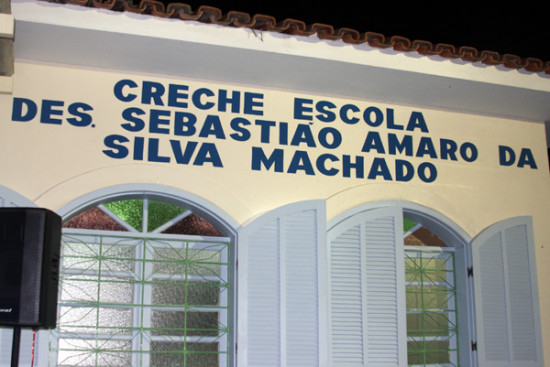 CRECHE ESCOLA
DES. SEBASTIÃO AMARO DA
SILVA MACHADO